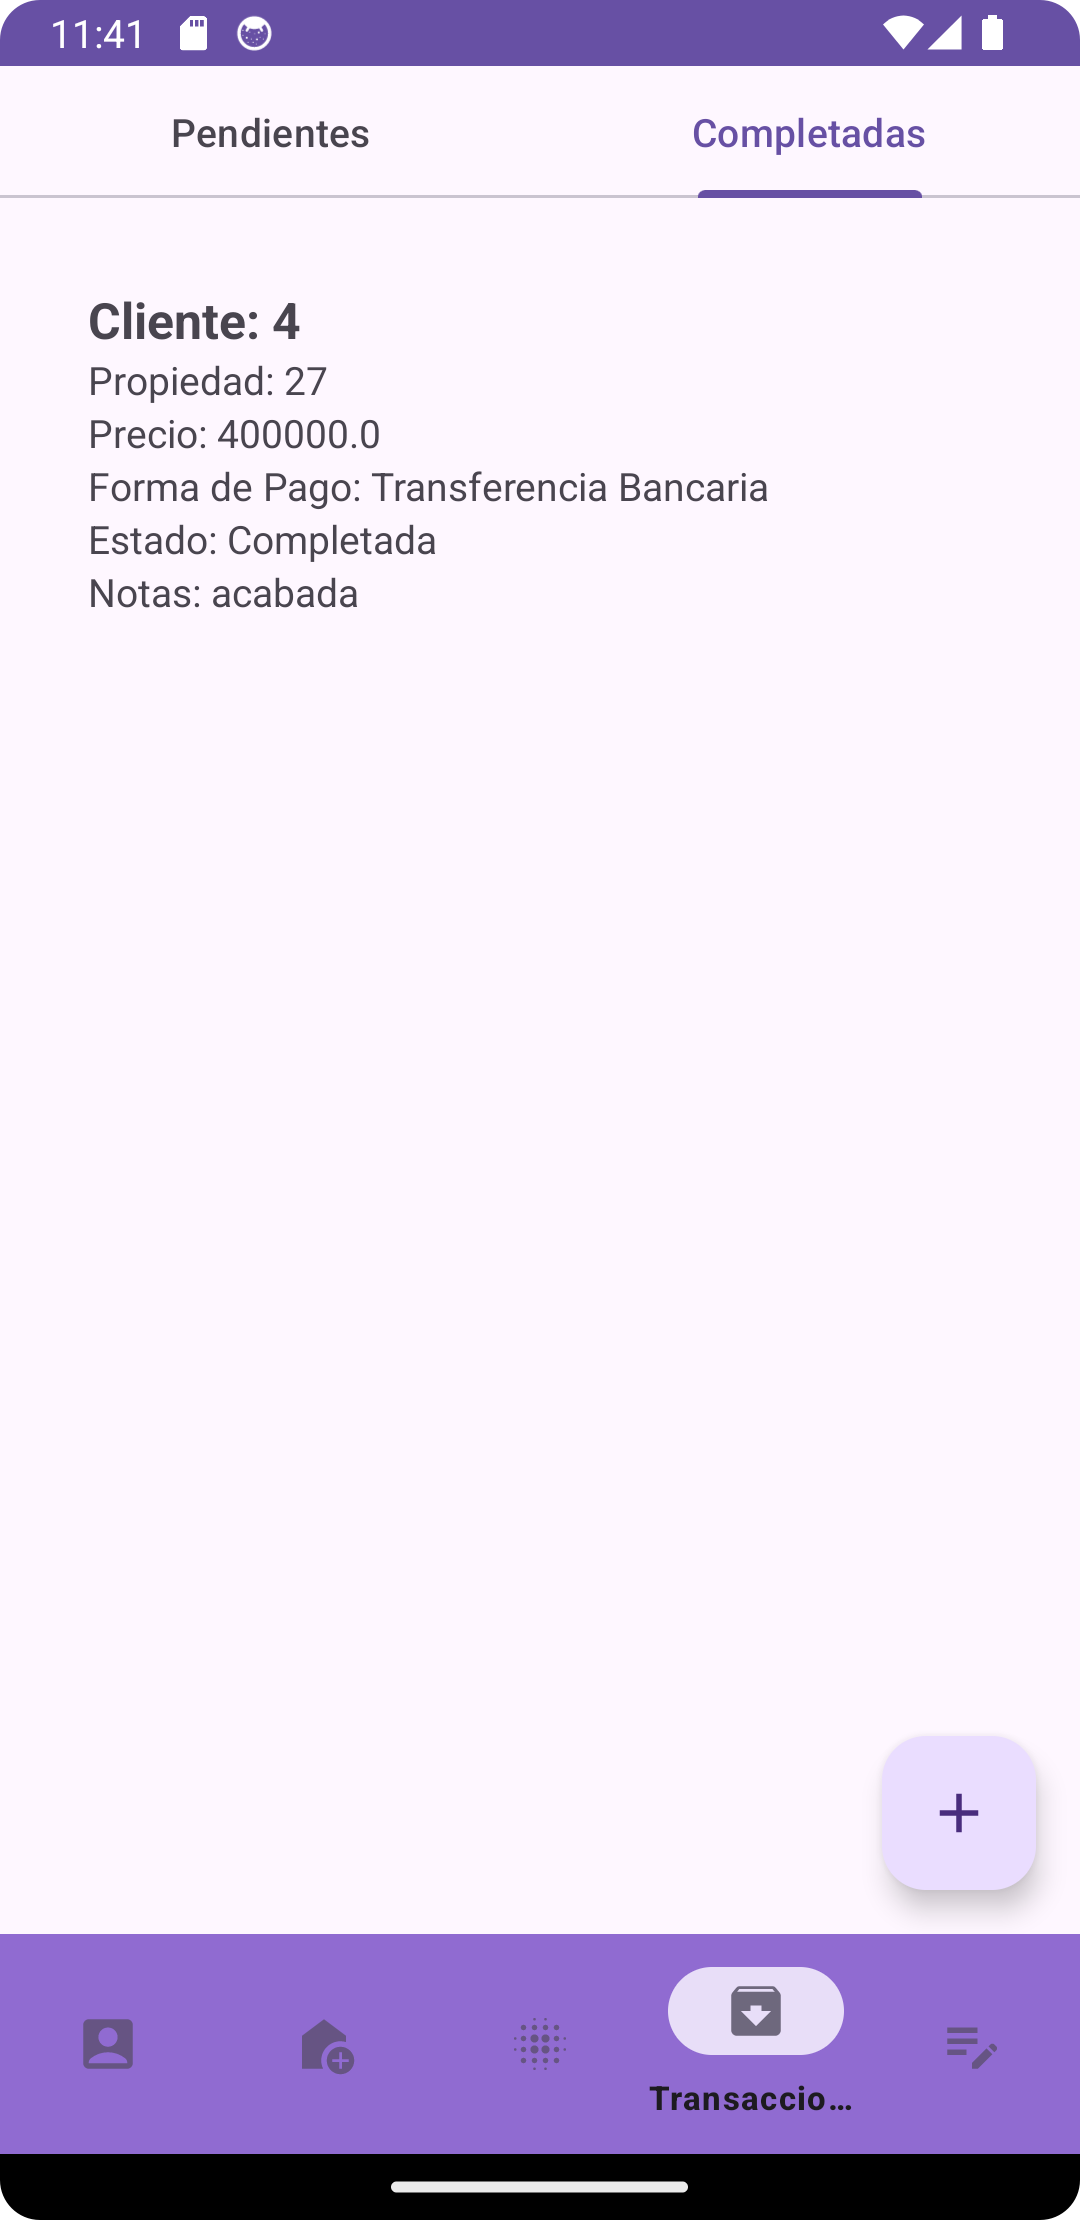 11:41
Pendientes
Completadas
Cliente: 4
Propiedad: 27
Precio: 400000.0
Forma de Pago: Transferencia Bancaria
Estado: Completada
Notas: acabada
Transaccio…